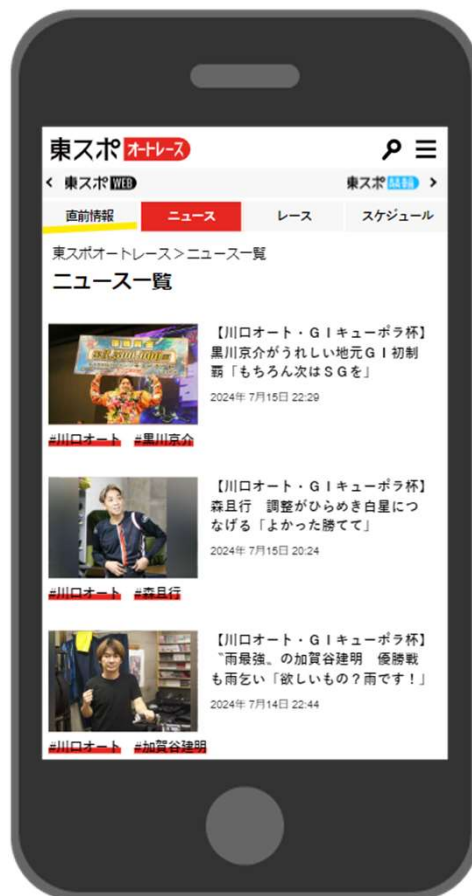 東スポ オートレース
東スポ WEB
東スポ
直前情報 ニュース レース スケジュール
東スポオートレース＞ニュース一覧
ニュース一覧
【川口オート・ＧⅠキューポラ杯】
黒川京介がうれしい地元ＧⅠ初制
覇「もちろん次はＳＧを」
2024年 7月15日 22:29
#川口オート #黒川京介
【川口オート・ＧⅠキューポラ杯】
森且行　調整がひらめき白星につ
なげる「よかった勝てて」
2024年 7月15日 20:24
#川口オート #森且行
【川口オート・ＧⅠキューポラ杯】
〝雨最強〟の加賀谷建明　優勝戦
も雨乞い「欲しいもの？雨です！」
2024年 7月14日 22:44
#川口オート #加賀谷建明